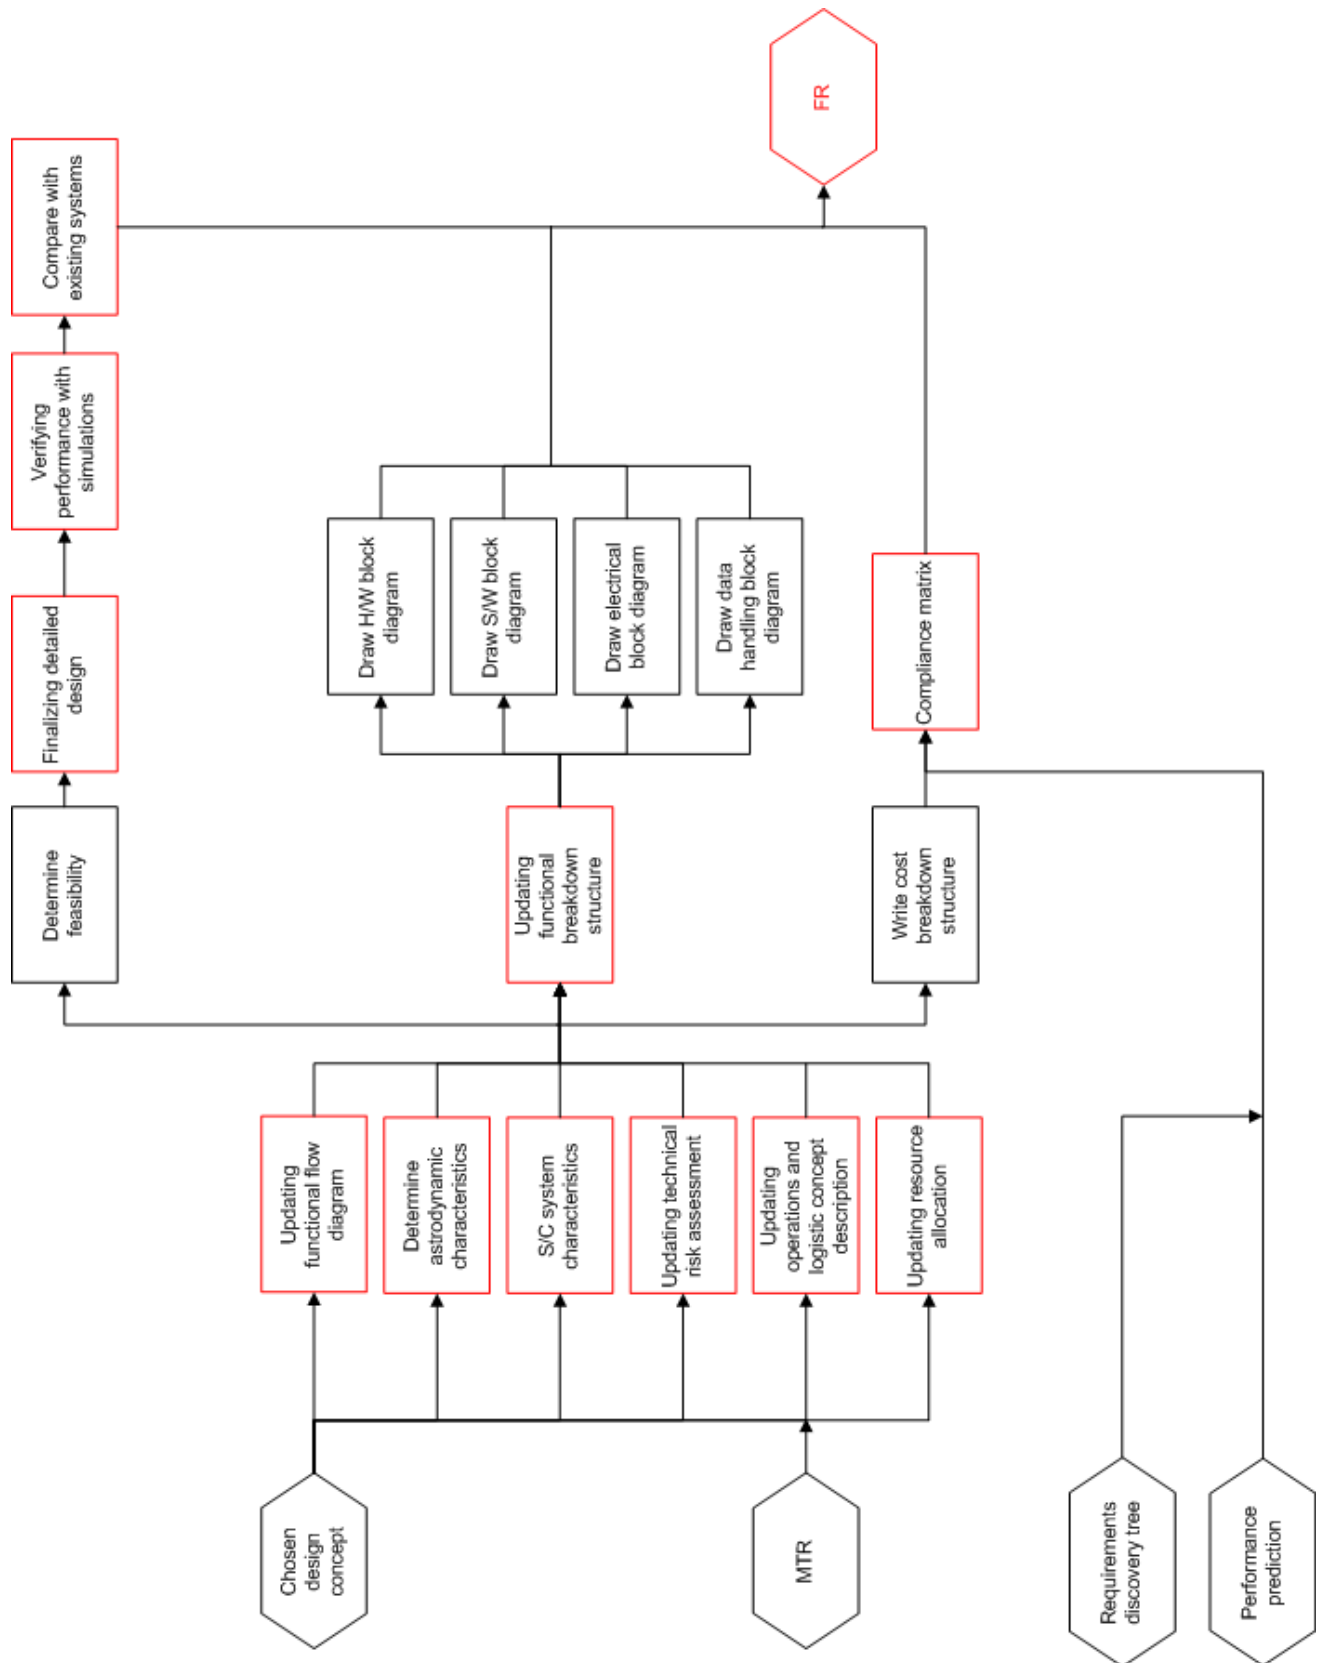 Chosen
design
concept
MTR
Requirements
discovery tree
Performance
prediction
Updating
functional flow
diagram
Determine
astrodynamic
characteristics
S/C system
characteristics
Updating technical
risk assessment
Updating
operations and
logistic concept
description
Updating resource
allocation
Determine
feasibility
Updating
functional
breakdown
structure
Write cost
breakdown
structure
Finalizing detailed
design
Draw H/W block
diagram
Draw S/W block
diagram
Draw electrical
block diagram
Draw data
handling block
diagram
Compliance matrix
Verifying
performance with
simulations
Compare with
existing systems
FR